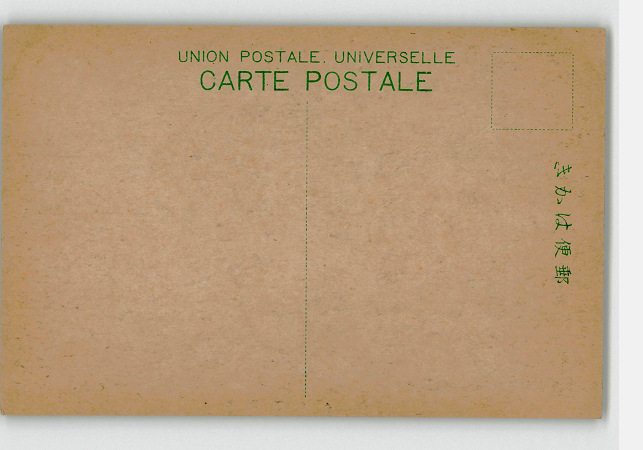 UNION POSTALE, UNIVERSELLE
CARTE POSTALE
郵便はかき